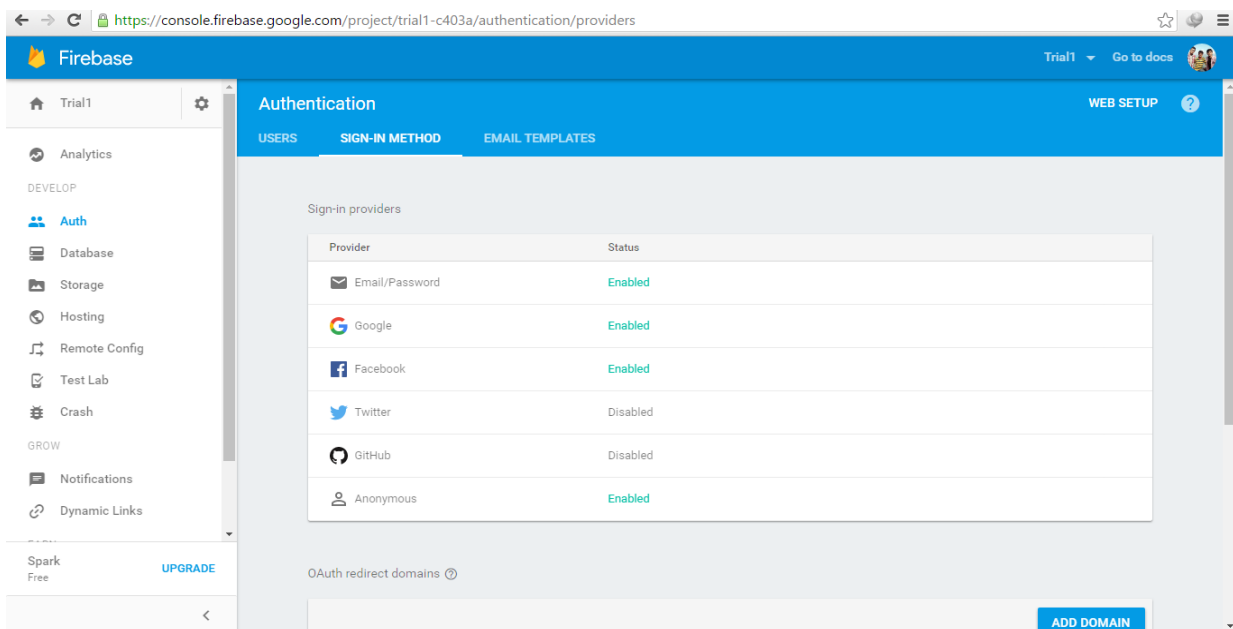 https://console.firebase.google.com/project/trial1-c403a/authentication/providers
Firebase
Trial1 Go to docs
Trial1
Authentication
WEB SETUP
USERS SIGN-IN METHOD EMAIL TEMPLATES
Analytics
DEVELOP
Auth
Database
Storage
Hosting
Remote Config
Test Lab
Crash
GROW
Notifications
Dynamic Links
Spark
Free
UPGRADE
Sign-in providers
Provider Status
Email/Password Enabled
Google Enabled
Facebook Enabled
Twitter Disabled
GitHub Disabled
Anonymous Enabled
OAuth redirect domains
ADD DOMAIN